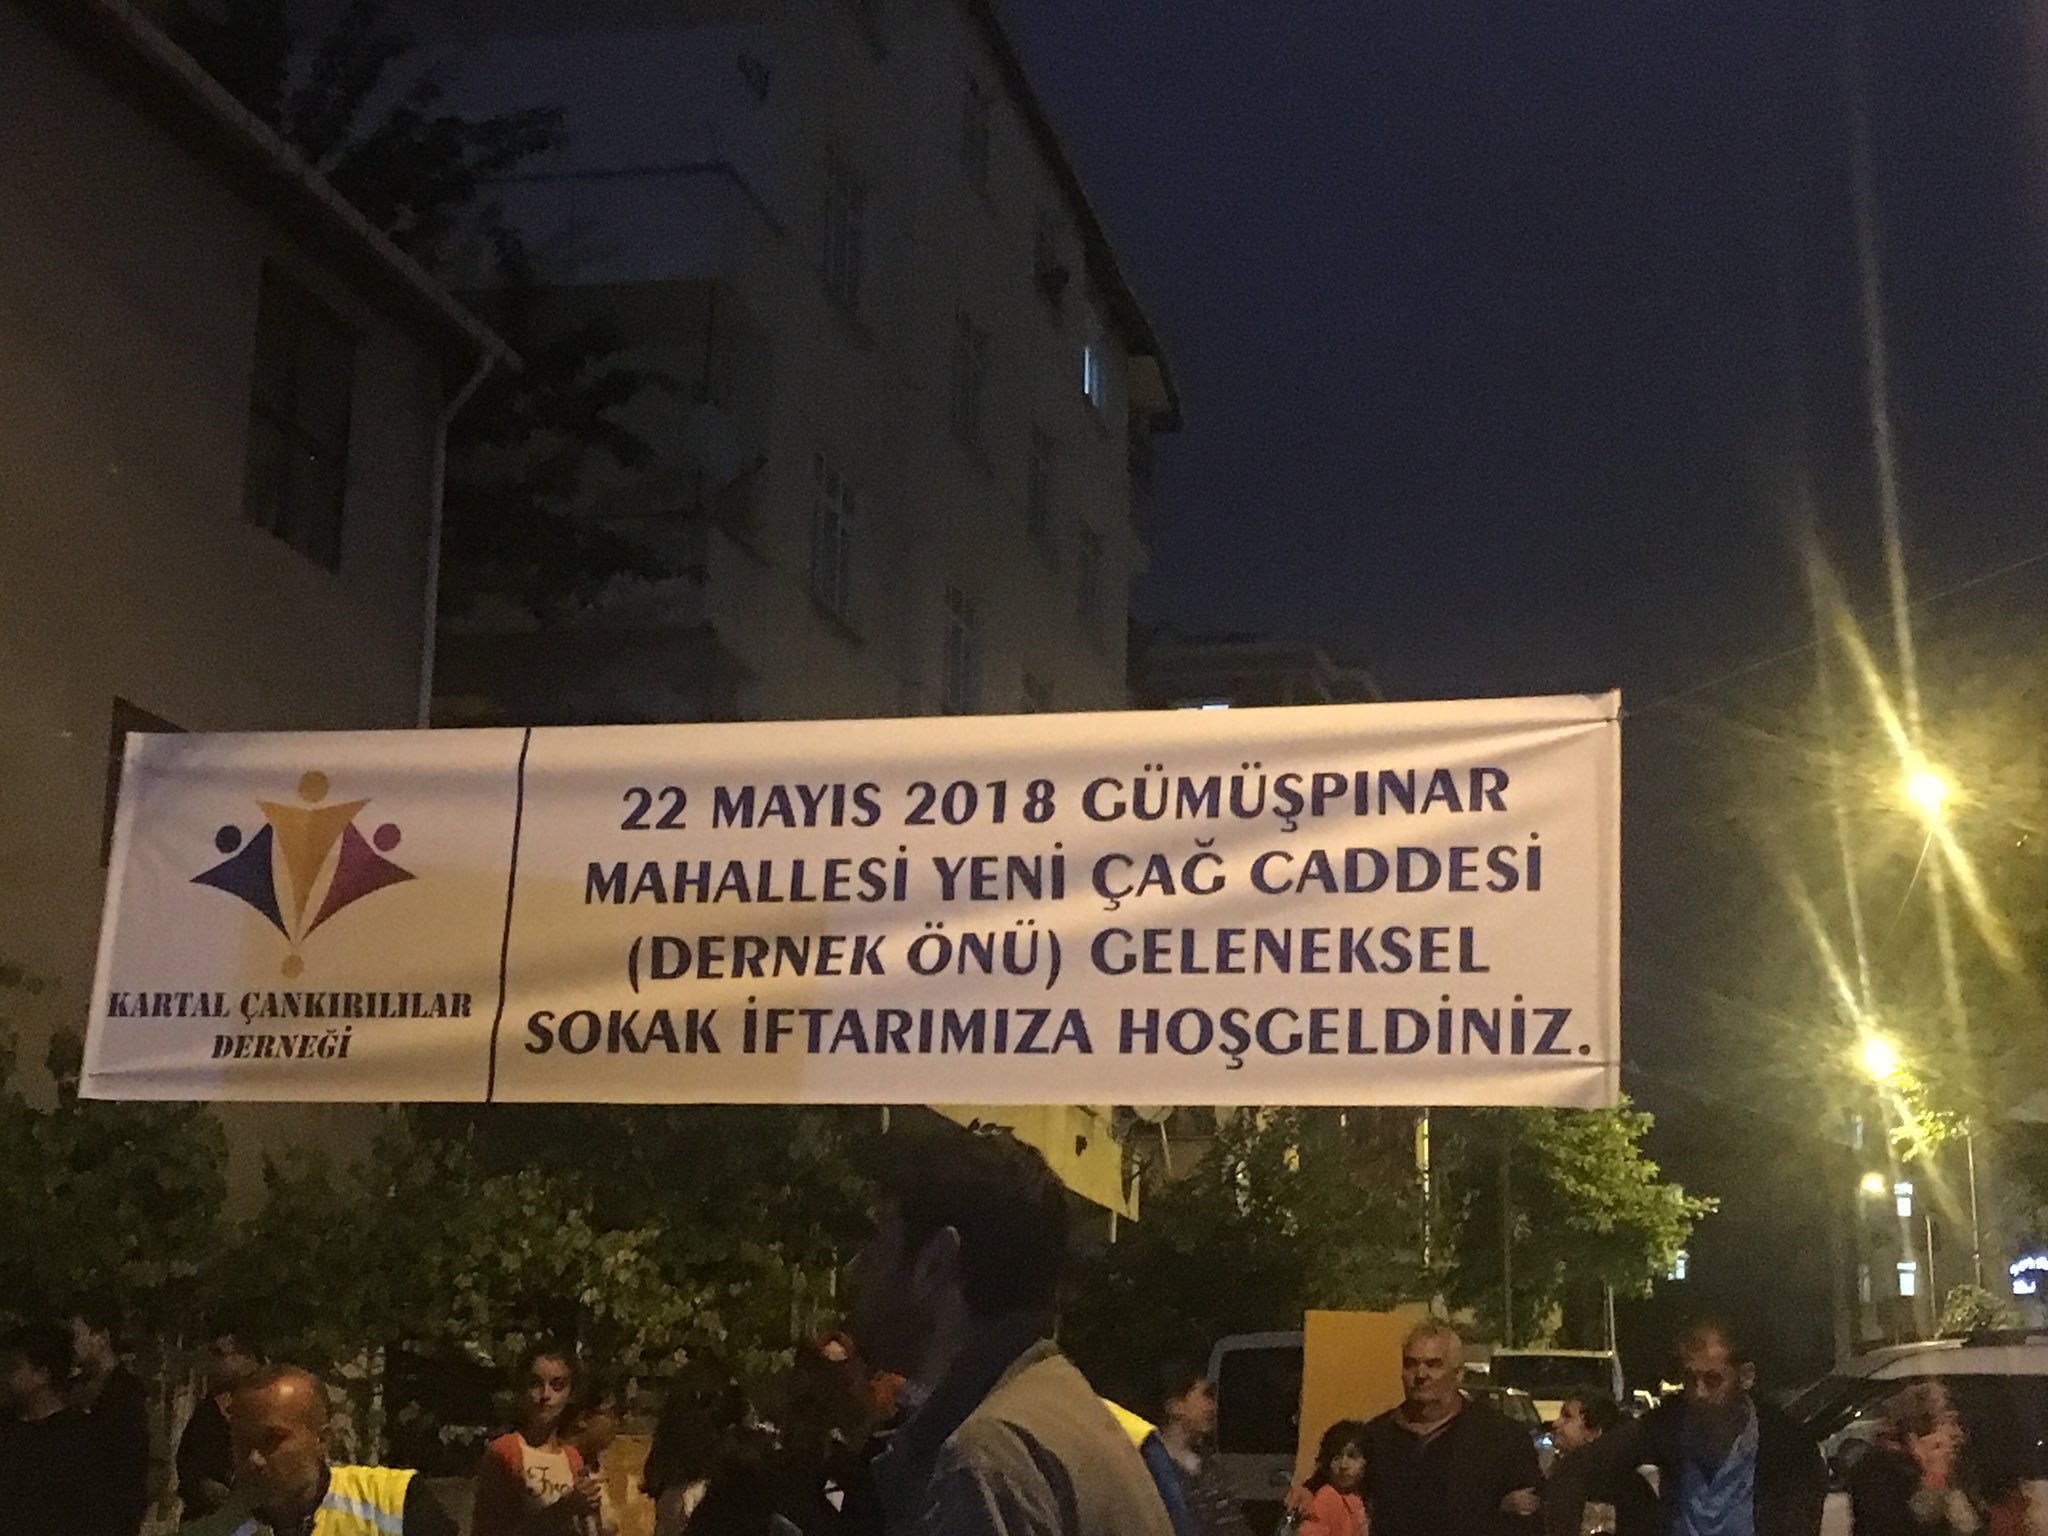 22 MAYIS 2018 GÜMÜŞPINAR
MAHALLESİ YENİ ÇAĞ CADDESİ
(DERNEK ÖNÜ) GELENEKSEL
SOKAK İFTARIMIZA HOŞGELDİNİZ.
KARTAL ÇANKIRILILAR
DERNEĞİ